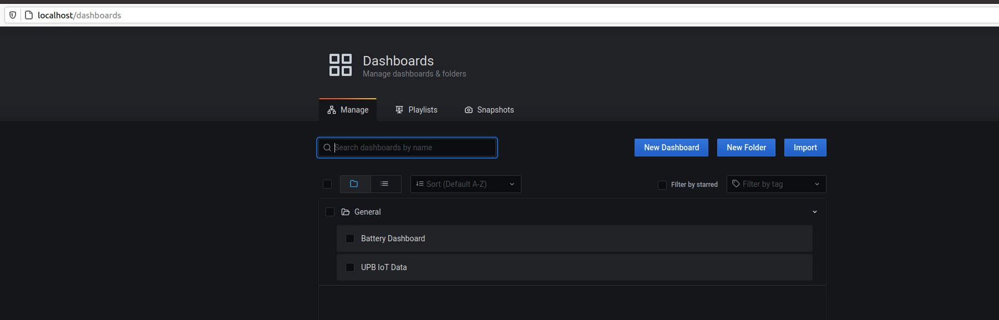 localhost/dashboards
Dashboards
Manage dashboards & folders
Manage Playlists Snapshots
Search dashboards by name New Dashboard New Folder Import
Sort (Default A-Z) Filter by starred Filter by tag
General
Battery Dashboard
UPB IoT Data